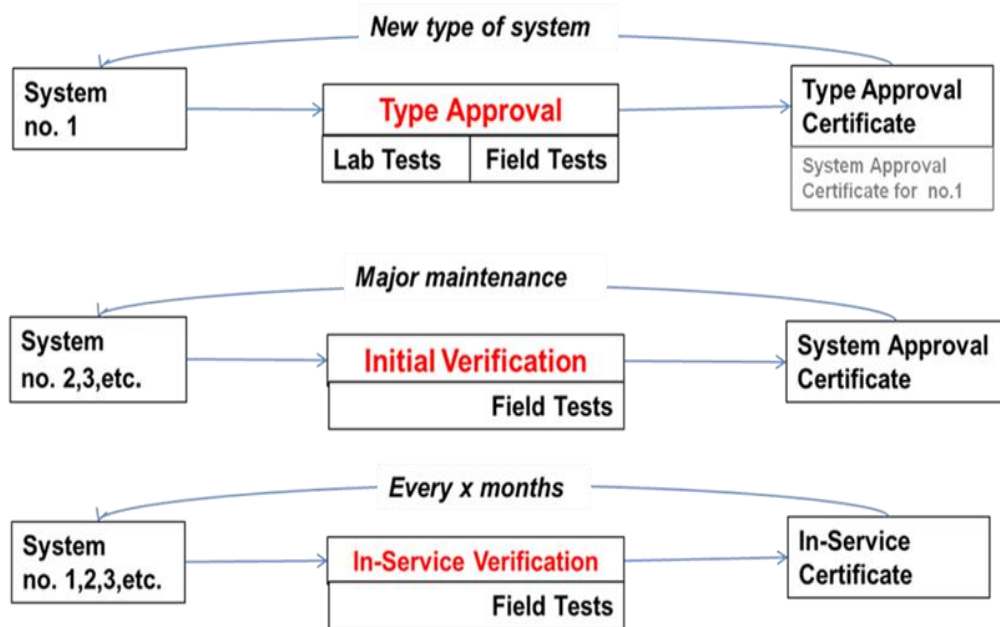 New type of system
System
no. 1
Type Approval
Lab Tests
Field Tests
Type Approval
Certificate
System Approval
Certificate for no.1
Major maintenance
System
no. 2,3,etc.
Initial Verification
Field Tests
System Approval
Certificate
Every x months
System
no. 1,2,3,etc.
In-Service Verification
Field Tests
In-Service
Certificate